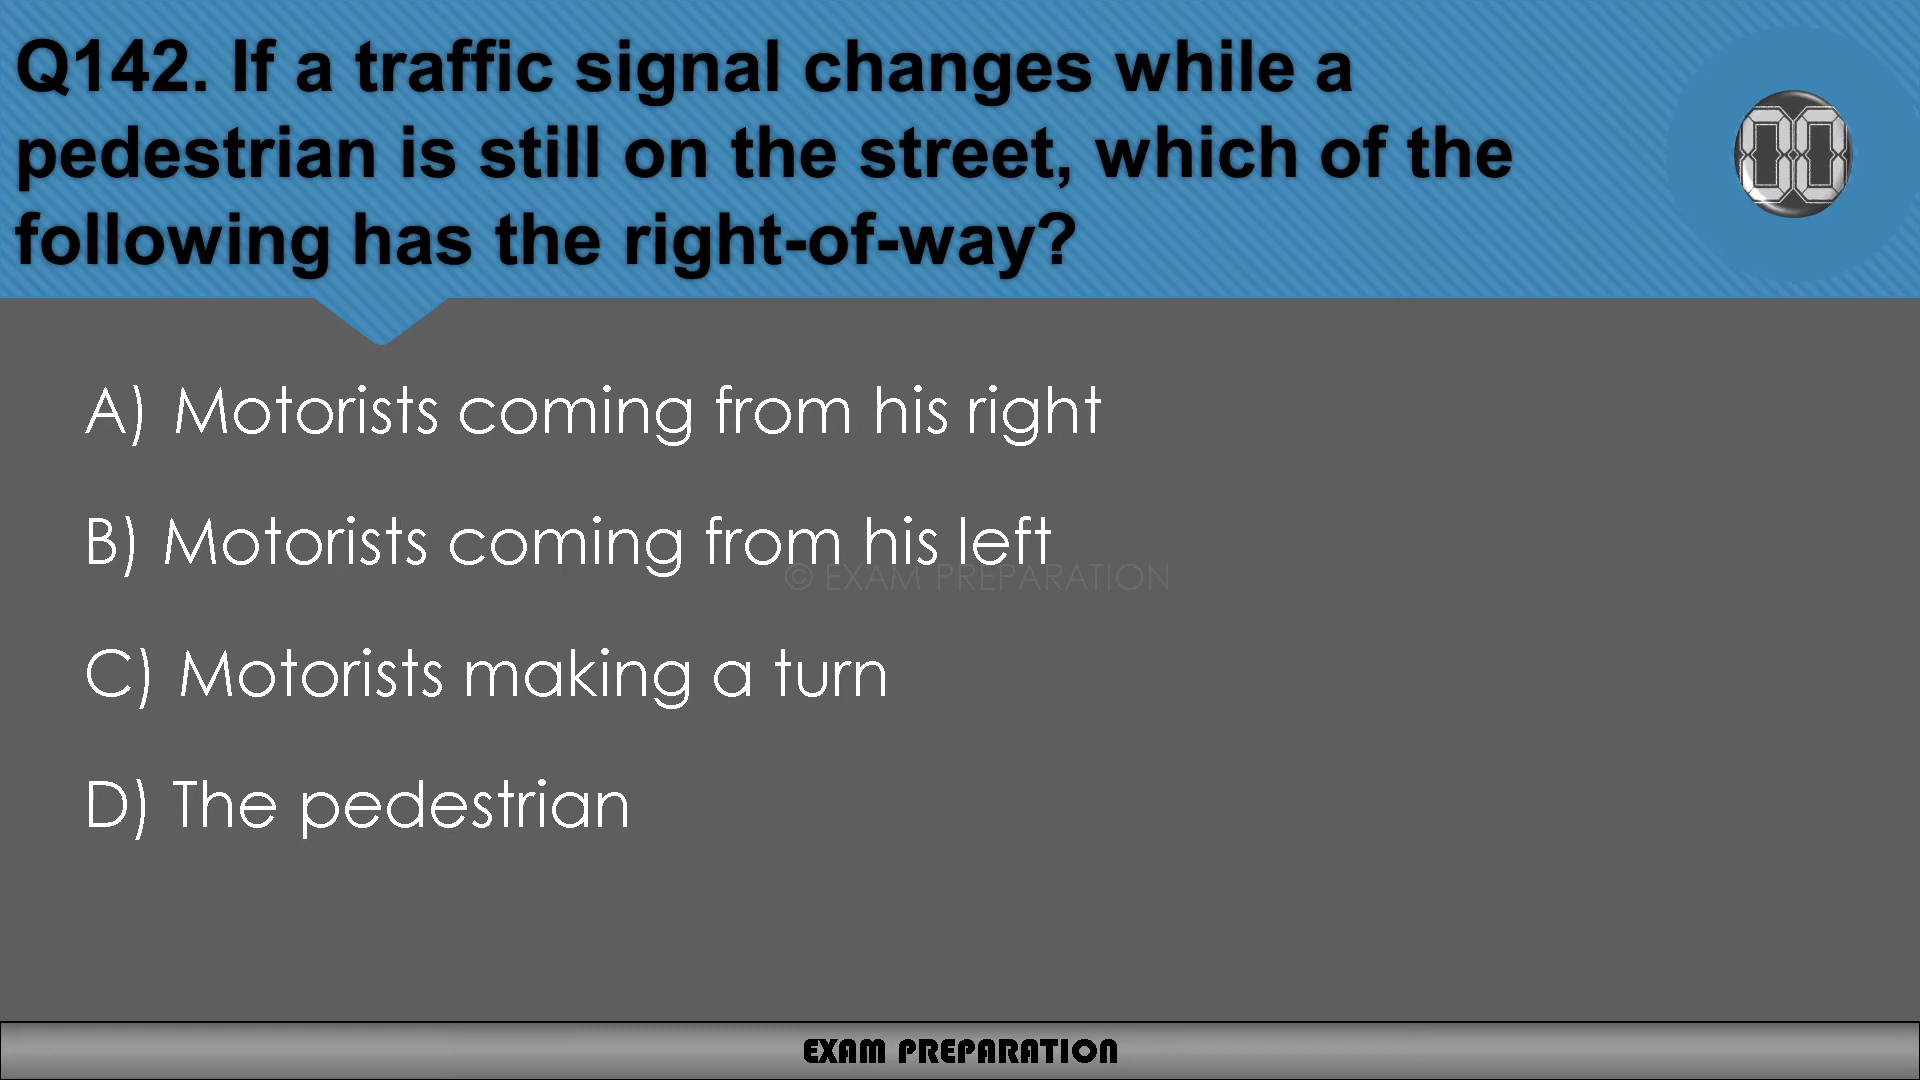 Q142. If a traffic signal changes while a
pedestrian is still on the street, which of the
following has the right-of-way?
00
A) Motorists coming from his right
B) Motorists coming from his left
© EXAM PREPARATION
C) Motorists making a turn
D) The pedestrian
EXAM PREPARATION